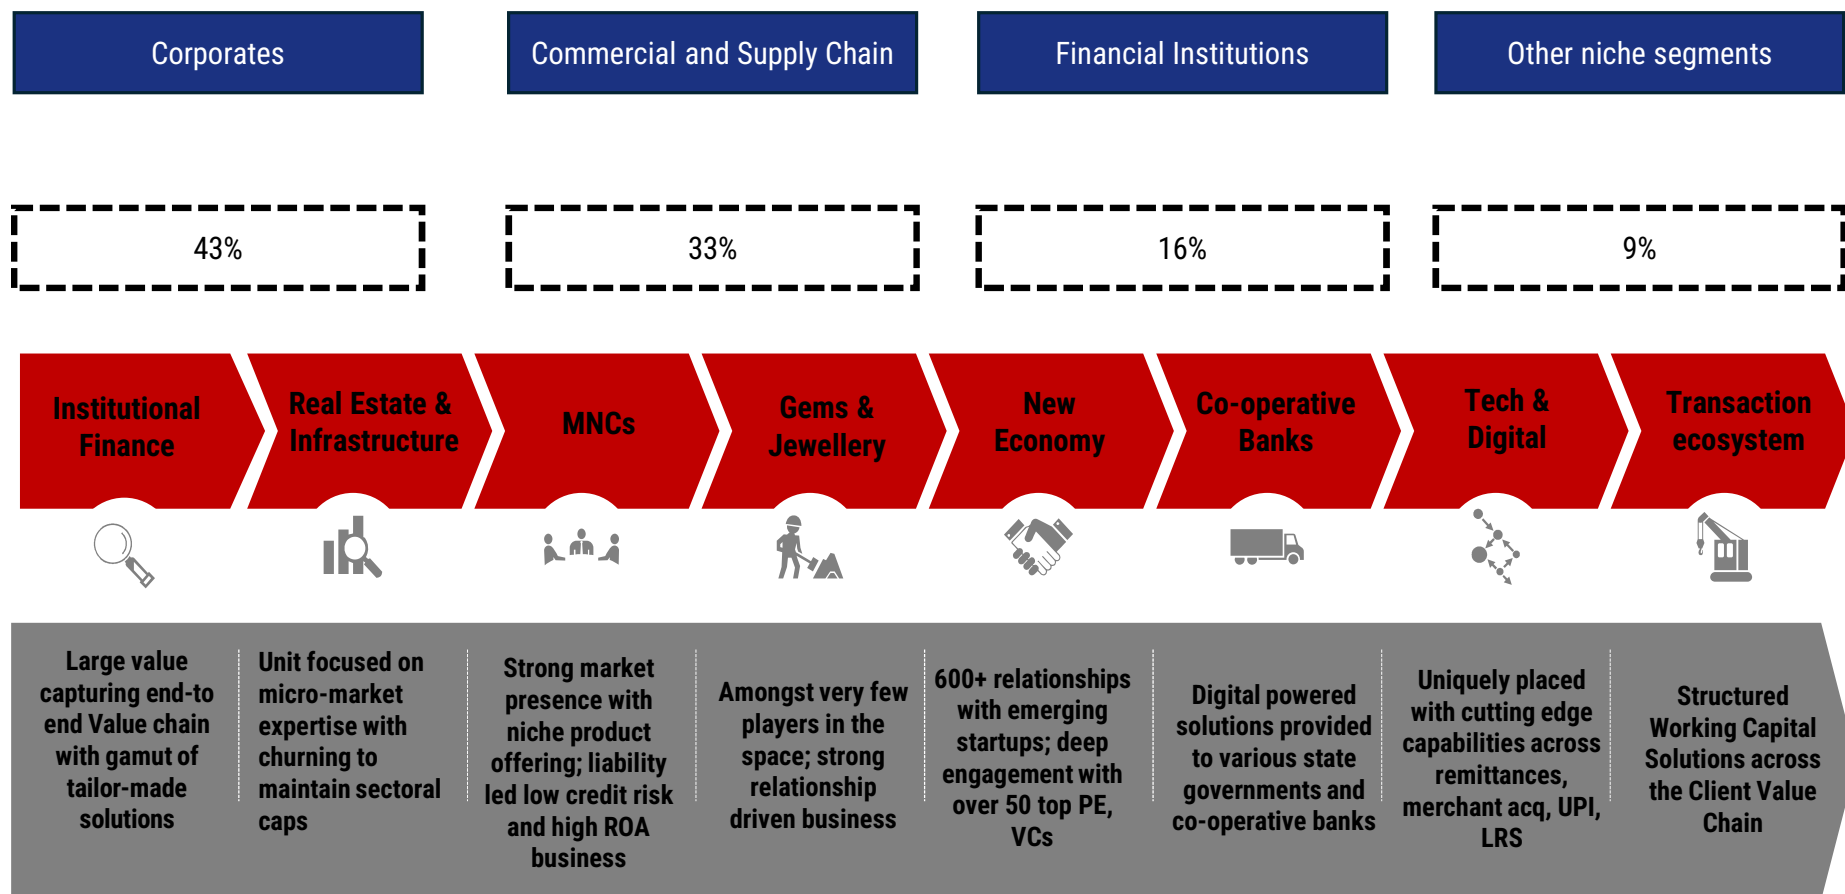 Corporates
Commercial and Supply Chain
Financial Institutions
Other niche segments
43%
33%
16%
9%
Institutional
Finance
Real Estate &
Infrastructure
MNCs
Gems &
Jewellery
New
Economy
Co-operative
Banks
Tech &
Digital
Transaction
ecosystem
Large value
capturing end-to
end Value chain
with gamut of
tailor-made
solutions
Unit focused on
micro-market
expertise with
churning to
maintain sectoral
caps
Strong market
presence with
niche product
offering; liability
led low credit risk
and high ROA
business
Amongst very few
players in the
space; strong
relationship
driven business
600+ relationships
with emerging
startups; deep
engagement with
over 50 top PE,
VCs
Digital powered
solutions provided
to various state
governments and
co-operative banks
Uniquely placed
with cutting edge
capabilities across
remittances,
merchant acq, UPI,
LRS
Structured
Working Capital
Solutions across
the Client Value
Chain